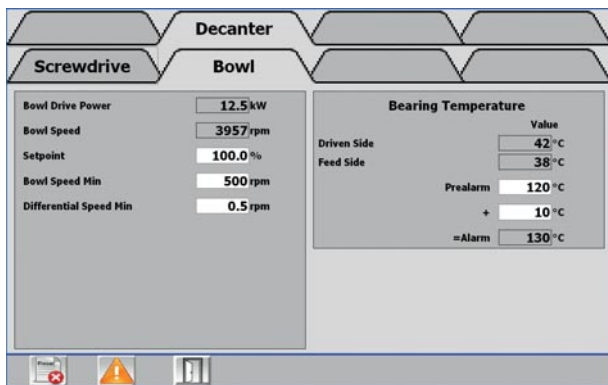 Decanter
Screwdrive Bowl
Bowl Drive Power 12.5 kW
Bowl Speed 3957 rpm
Setpoint 100.0 %
Bowl Speed Min 500 rpm
Differential Speed Min 0.5 rpm
Bearing Temperature
Value
Driven Side 42 °C
Feed Side 38 °C
Prealarm 120 °C
+ 10 °C
=Alarm 130 °C